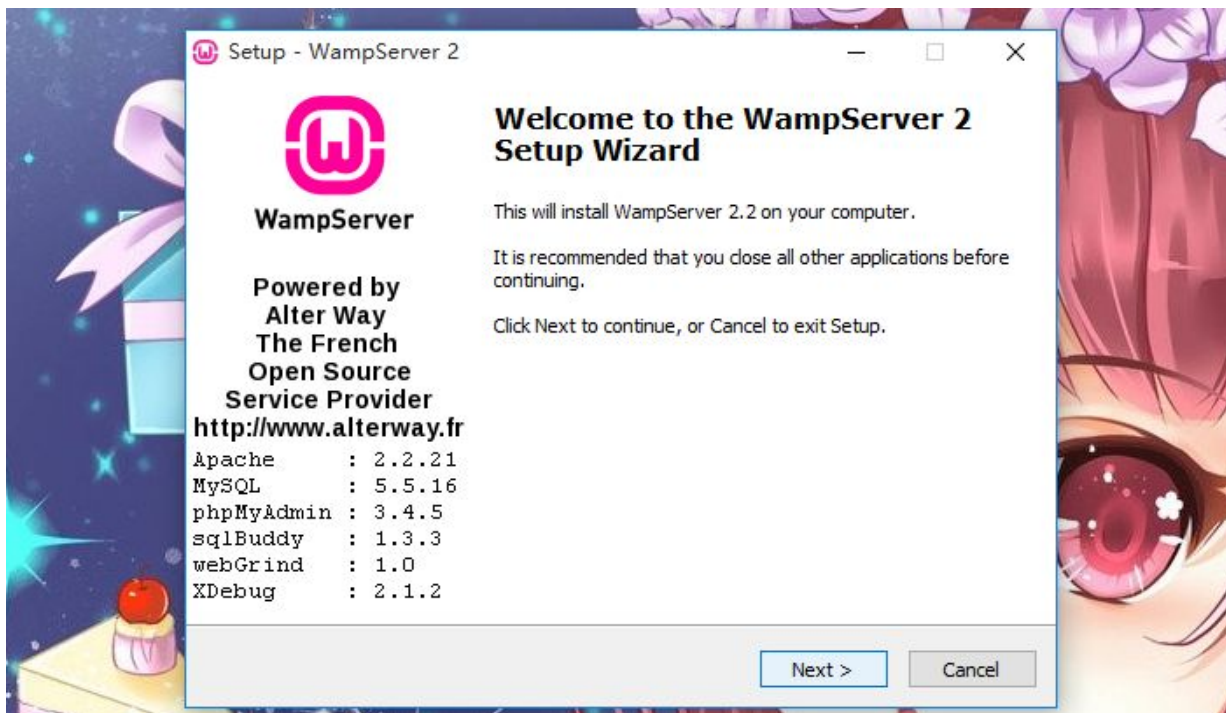 Setup - WampServer 2
WampServer
Powered by
Alter Way
The French
Open Source
Service Provider
http://www.alterway.fr
Apache : 2.2.21
MySQL : 5.5.16
phpMyAdmin : 3.4.5
sqlBuddy : 1.3.3
webGrind : 1.0
XDebug : 2.1.2
Welcome to the WampServer 2
Setup Wizard
This will install WampServer 2.2 on your computer.
It is recommended that you close all other applications before
continuing.
Click Next to continue, or Cancel to exit Setup.
Next >
Cancel